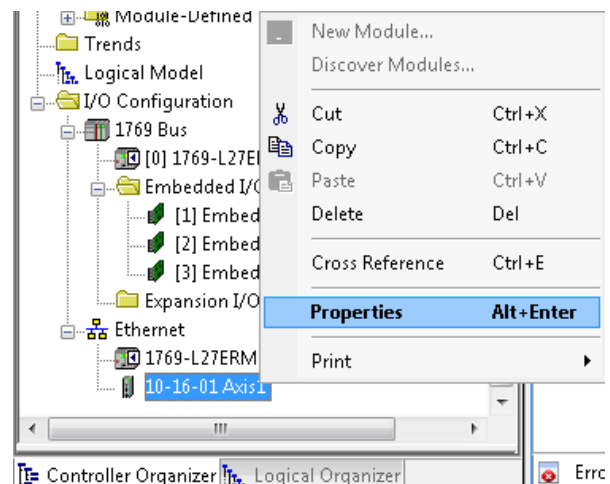 Module-Defined
Trends
Logical Model
I/O Configuration
1769 Bus
[0] 1769-L27E
Embedded I/
[1] Embed
[2] Embed
[3] Embed
Expansion I/O
Ethernet
1769-L27ERM
10-16-01 Axis1
New Module...
Discover Modules...
Cut Ctrl+X
Copy Ctrl+C
Paste Ctrl+V
Delete Del
Cross Reference Ctrl+E
Properties Alt+Enter
Print
Controller Organizer Logical Organizer
Erro